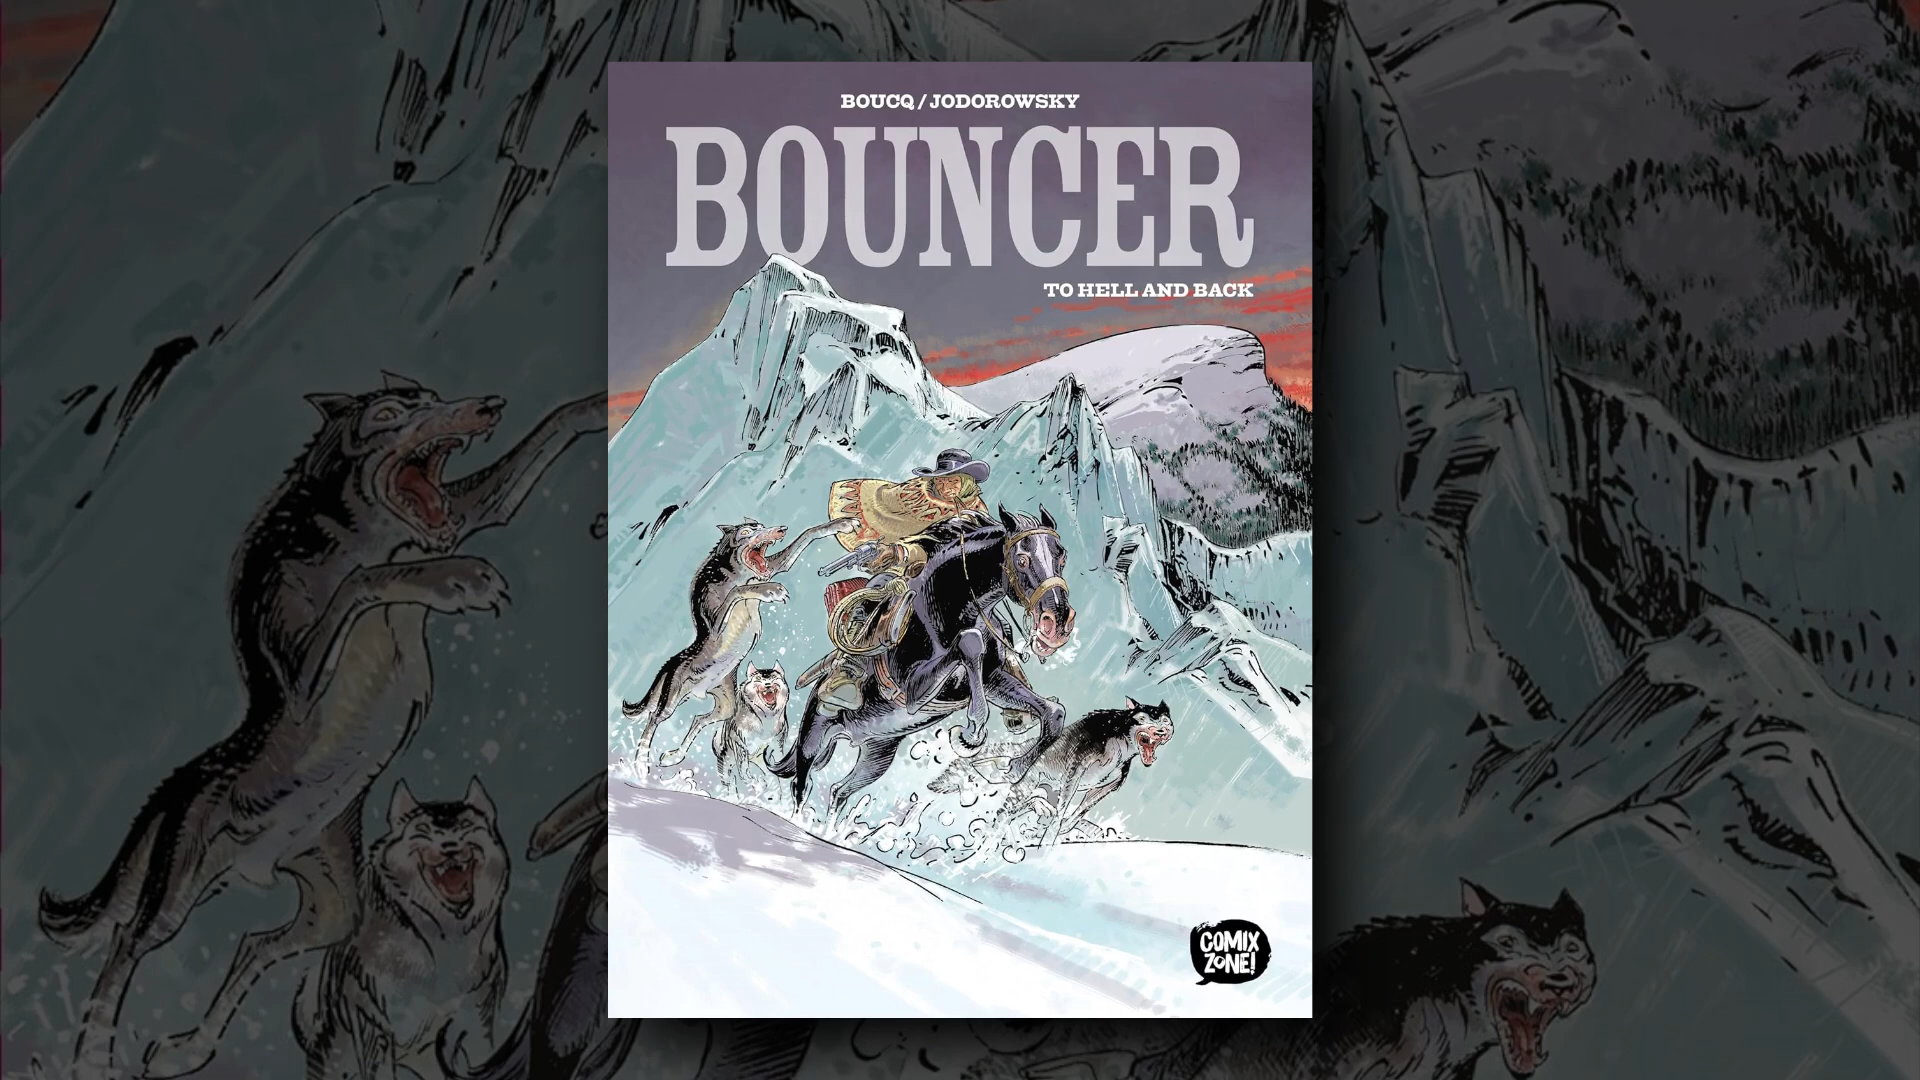 BOUCQ / JODOROWSKY
BOUNCER
TO HELL AND BACK
COMIX
ZONE!